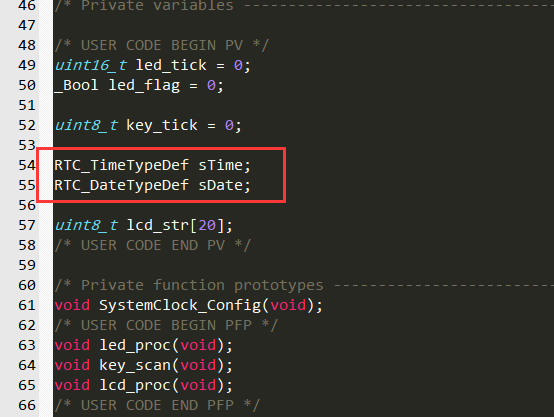 46 /* Private variables -------------------------------------
47
48 /* USER CODE BEGIN PV */
49 uint16_t led_tick = 0;
50 _Bool led_flag = 0;
51
52 uint8_t key_tick = 0;
53
54 RTC_TimeTypeDef sTime;
55 RTC_DateTypeDef sDate;
56
57 uint8_t lcd_str[20];
58 /* USER CODE END PV */
59
60 /* Private function prototypes ---------------------------
61 void SystemClock_Config(void);
62 /* USER CODE BEGIN PFP */
63 void led_proc(void);
64 void key_scan(void);
65 void lcd_proc(void);
66 /* USER CODE END PFP */